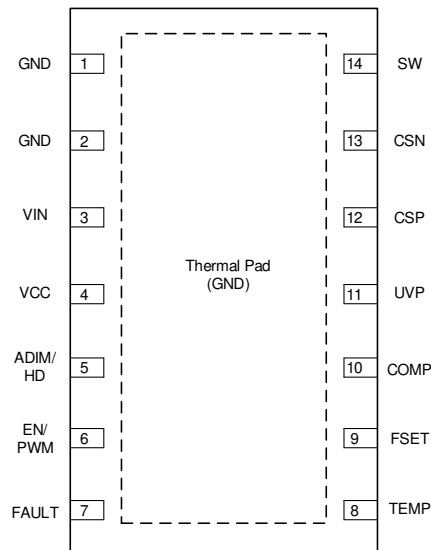 GND 1 14 SW
GND 2 13 CSN
VIN 3 12 CSP
Thermal Pad
(GND)
VCC 4 11 UVP
ADIM/
HD 5 10 COMP
EN/
PWM 6 9 FSET
FAULT 7 8 TEMP